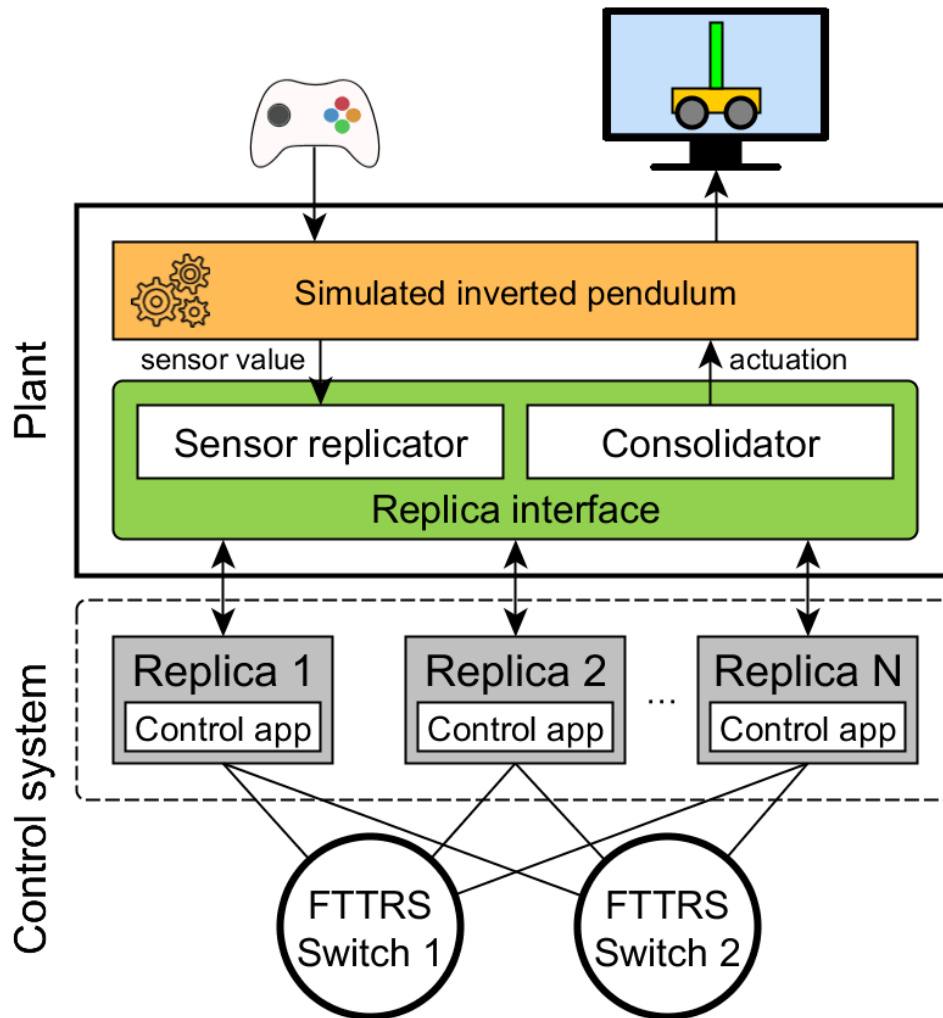 Plant
Simulated inverted pendulum
sensor value
actuation
Sensor replicator
Consolidator
Replica interface
Control system
Replica 1
Control app
Replica 2
Control app
...
Replica N
Control app
FTTRS
Switch 1
FTTRS
Switch 2